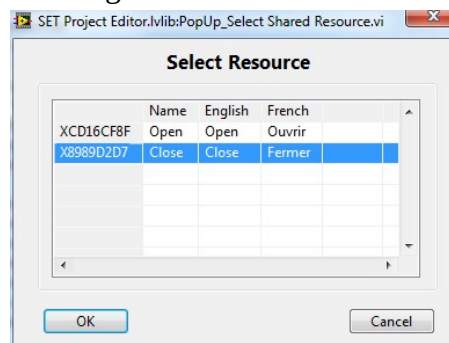 SET Project Editor.lvlib:PopUp_Select Shared Resource.vi
Select Resource
Name English French
XCD16CF8F Open Open Ouvrir
X8989D2D7 Close Close Fermer
OK Cancel